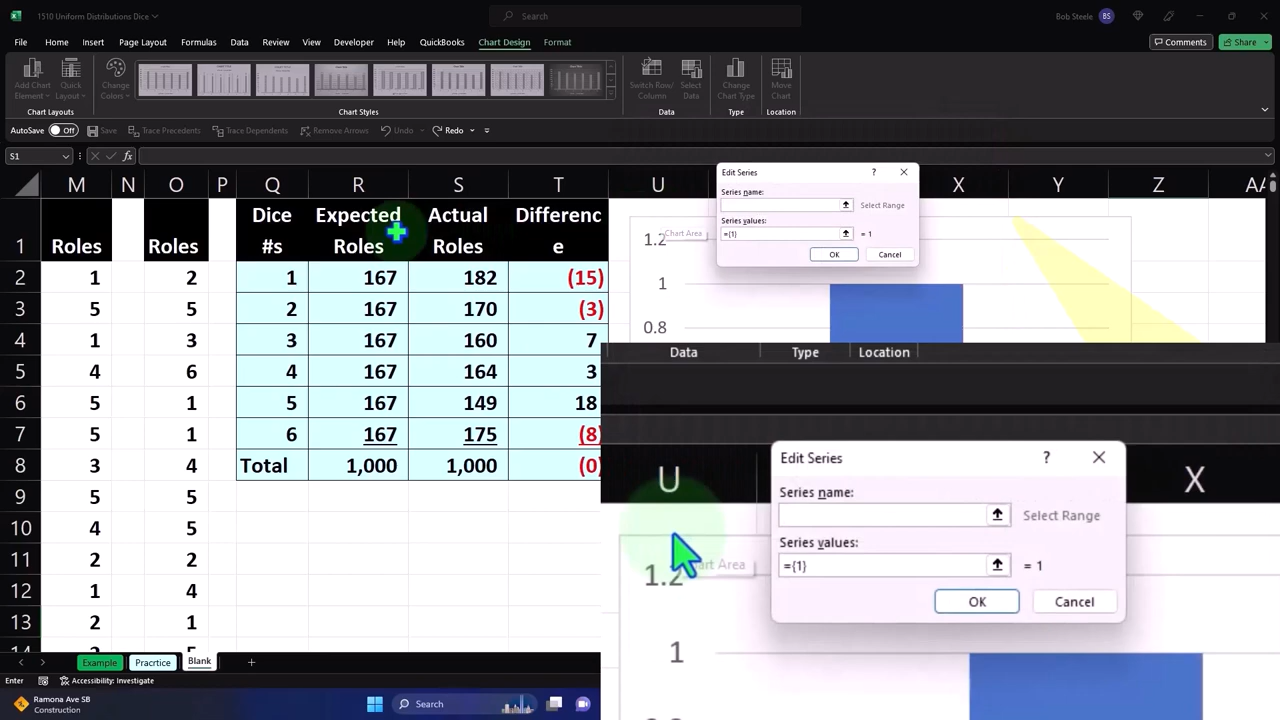 1510 Uniform Distributions Dice
Search
Bob Steele BS
File Home Insert Page Layout Formulas Data Review View Developer Help QuickBooks Chart Design Format
Comments Share
Add Chart Element
Quick Layout
Change Colors
Switch Row/ Column
Select Data
Change Chart Type
Move Chart
Chart Layouts Chart Styles Data Type Location
AutoSave Off Save Trace Precedents Trace Dependents Remove Arrows Undo Redo
S1 fx
M N O P Q R S T U X Y Z AA
1 Roles Roles Dice #s Expected Roles Actual Roles Differenc e
2 1 2 1 167 182 (15)
3 5 5 2 167 170 (3)
4 1 3 3 167 160 7
5 4 6 4 167 164 3
6 5 1 5 167 149 18
7 5 1 6 167 175 (8)
8 3 4 Total 1,000 1,000 (0)
9 5 5
10 4 5
11 2 2
12 1 4
13 2 1
Edit Series ?
Series name:
Select Range
Series values:
={1} = 1
OK Cancel
Chart Area
1.2
1
0.8
Data Type Location
U X
Edit Series ?
Series name:
Select Range
Series values:
={1} = 1
OK Cancel
art Area
1.2
1
Example Pracrtice Blank
Enter Accessibility: Investigate
Ramona Ave SB
Construction
Search